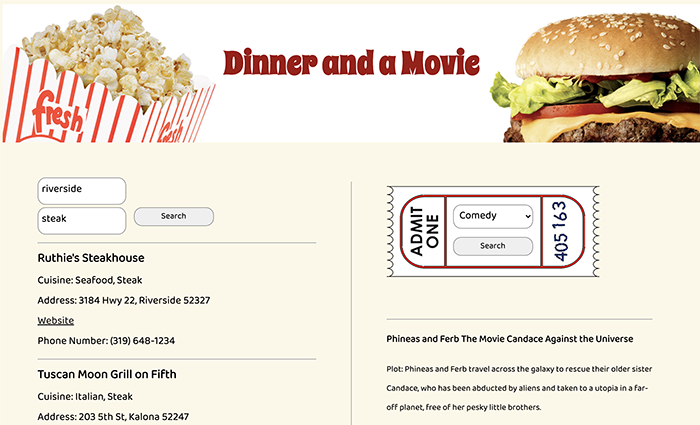 Dinner and a Movie
fresh
riverside
steak
Search
Ruthie's Steakhouse
Cuisine: Seafood, Steak
Address: 3184 Hwy 22, Riverside 52327
Website
Phone Number: (319) 648-1234
Tuscan Moon Grill on Fifth
Cuisine: Italian, Steak
Address: 203 5th St, Kalona 52247
ADMIT
ONE
Comedy
Search
405 163
Phineas and Ferb The Movie Candace Against the Universe
Plot: Phineas and Ferb travel across the galaxy to rescue their older sister
Candace, who has been abducted by aliens and taken to a utopia in a far-
off planet, free of her pesky little brothers.